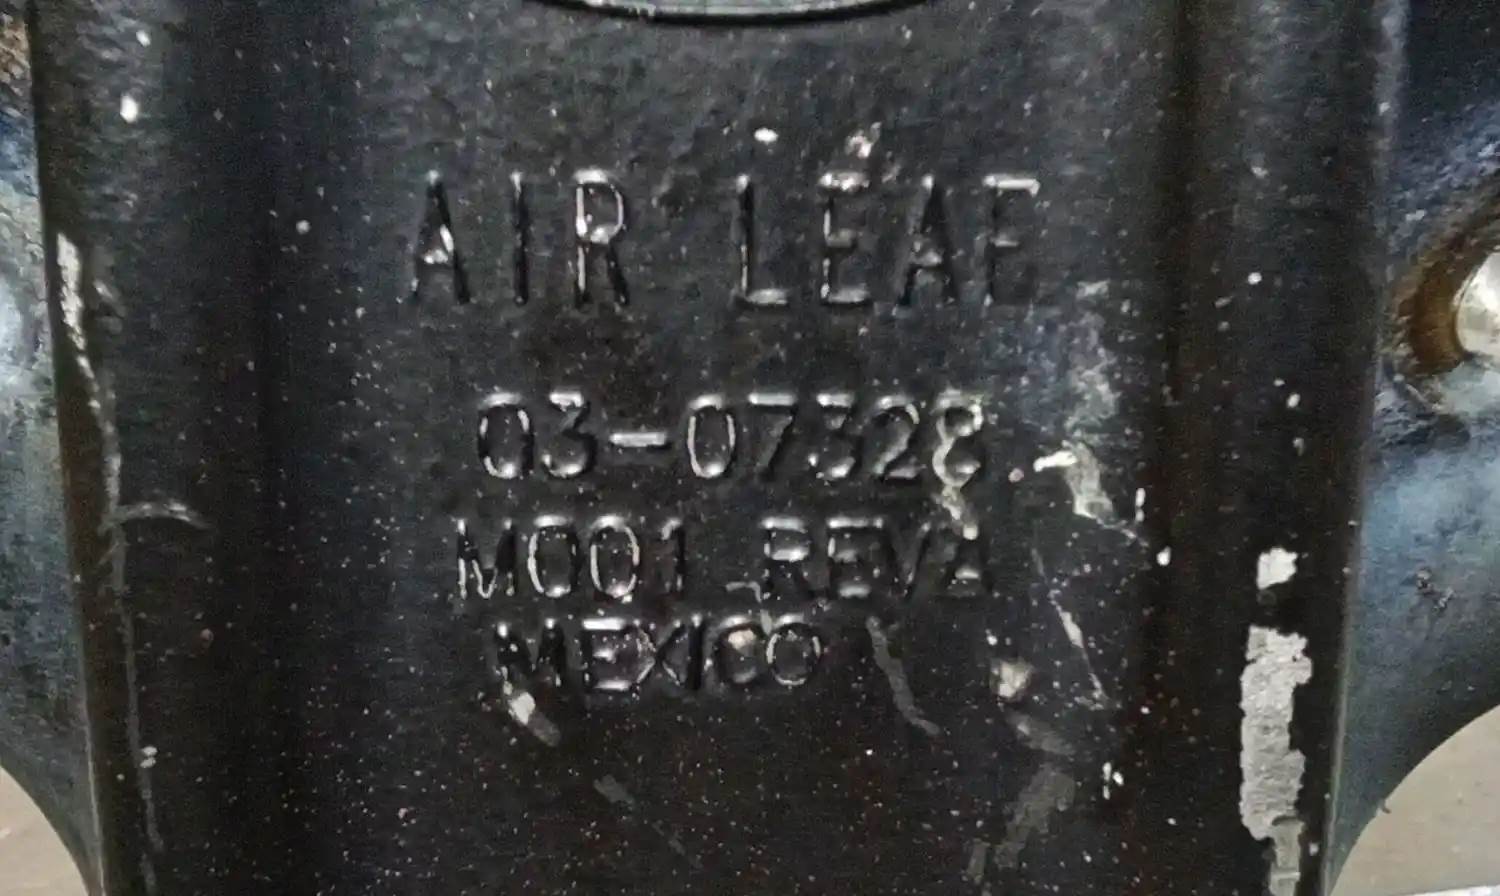 AIR LEAF
03-07328
M001 REVA
MEXICO